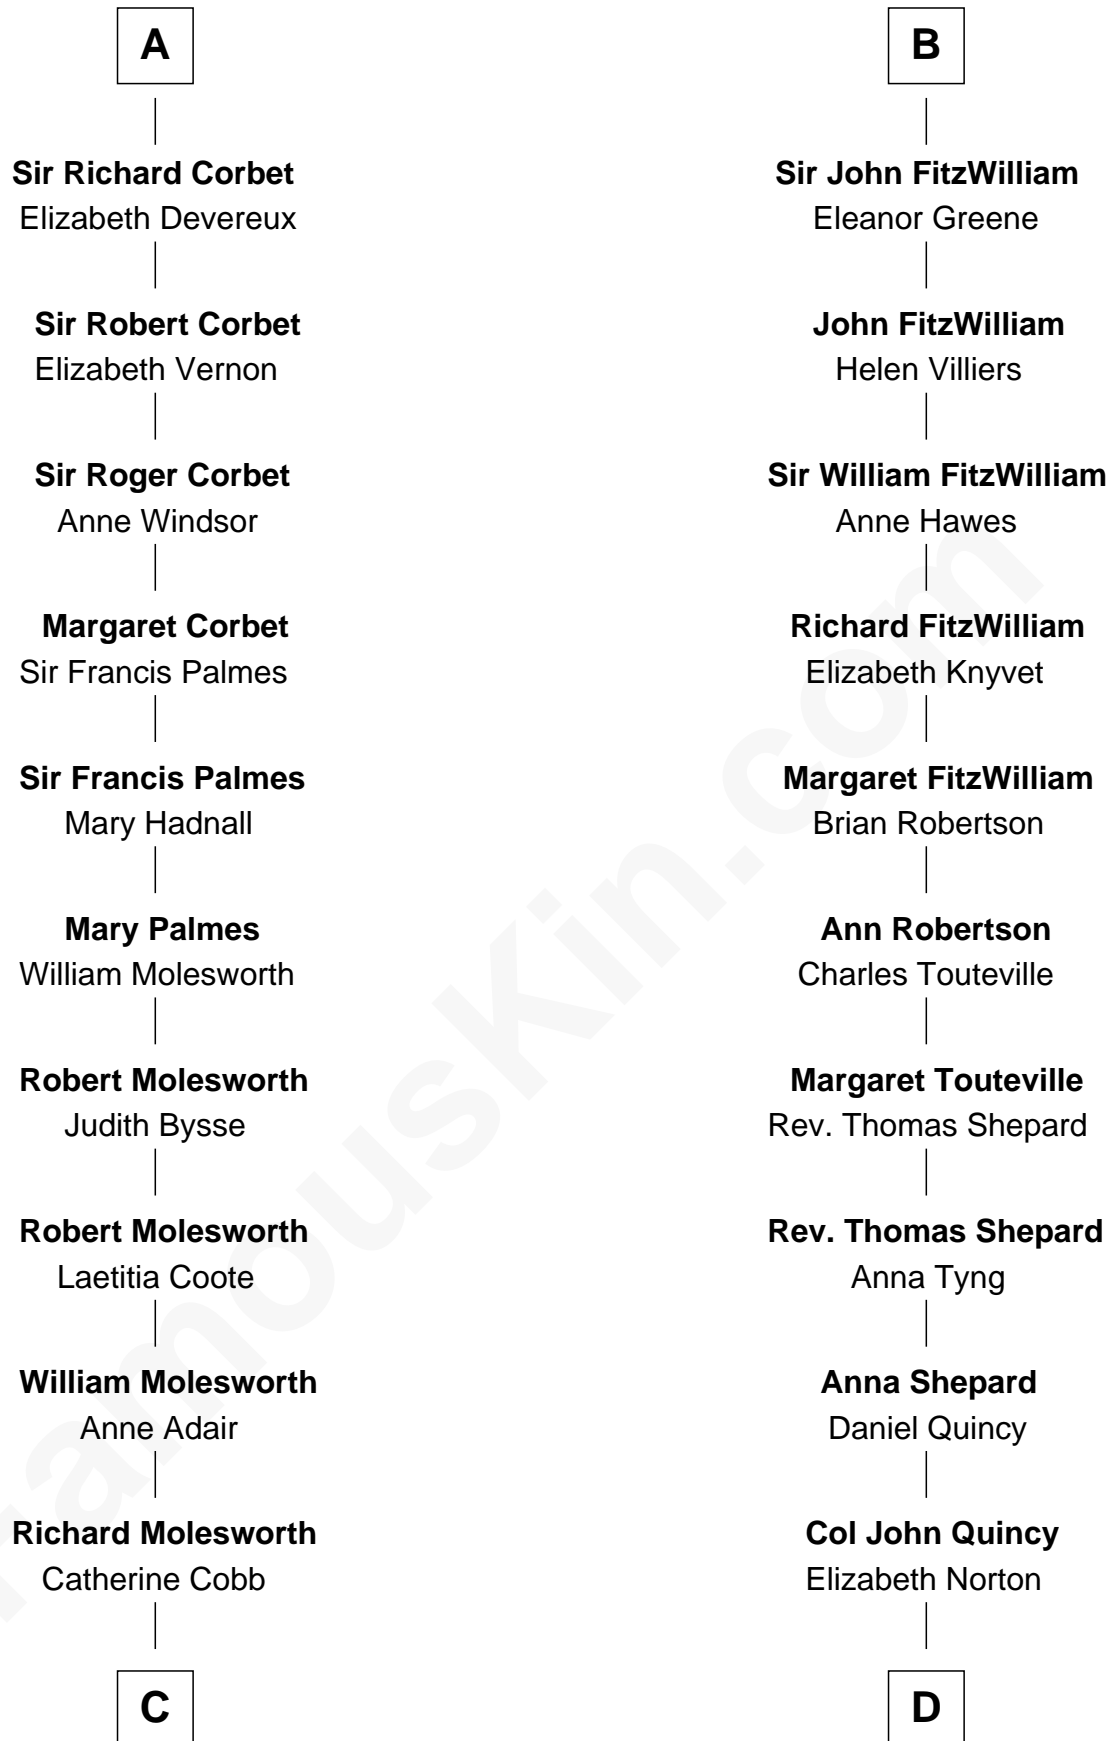 A
Sir Richard Corbet
Elizabeth Devereux
Sir Robert Corbet
Elizabeth Vernon
Sir Roger Corbet
Anne Windsor
Margaret Corbet
Sir Francis Palmes
Sir Francis Palmes
Mary Hadnall
Mary Palmes
William Molesworth
Robert Molesworth
Judith Bysse
Robert Molesworth
Laetitia Coote
William Molesworth
Anne Adair
Richard Molesworth
Catherine Cobb
C
B
Sir John FitzWilliam
Eleanor Greene
John FitzWilliam
Helen Villiers
Sir William FitzWilliam
Anne Hawes
Richard FitzWilliam
Elizabeth Knyvet
Margaret FitzWilliam
Brian Robertson
Ann Robertson
Charles Touteville
Margaret Touteville
Rev. Thomas Shepard
Rev. Thomas Shepard
Anna Tyng
Anna Shepard
Daniel Quincy
Col John Quincy
Elizabeth Norton
D
FamousKin.com